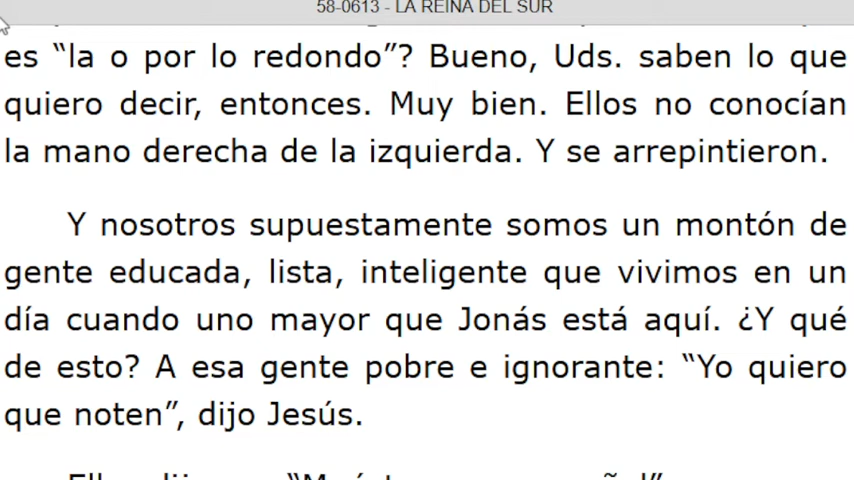 58-0613 - LA REINA DEL SUR
es “la o por lo redondo”? Bueno, Uds. saben lo que
quiero decir, entonces. Muy bien. Ellos no conocían
la mano derecha de la izquierda. Y se arrepintieron.
Y nosotros supuestamente somos un montón de
gente educada, lista, inteligente que vivimos en un
día cuando uno mayor que Jonás está aquí. ¿Y qué
de esto? A esa gente pobre e ignorante: “Yo quiero
que noten”, dijo Jesús.